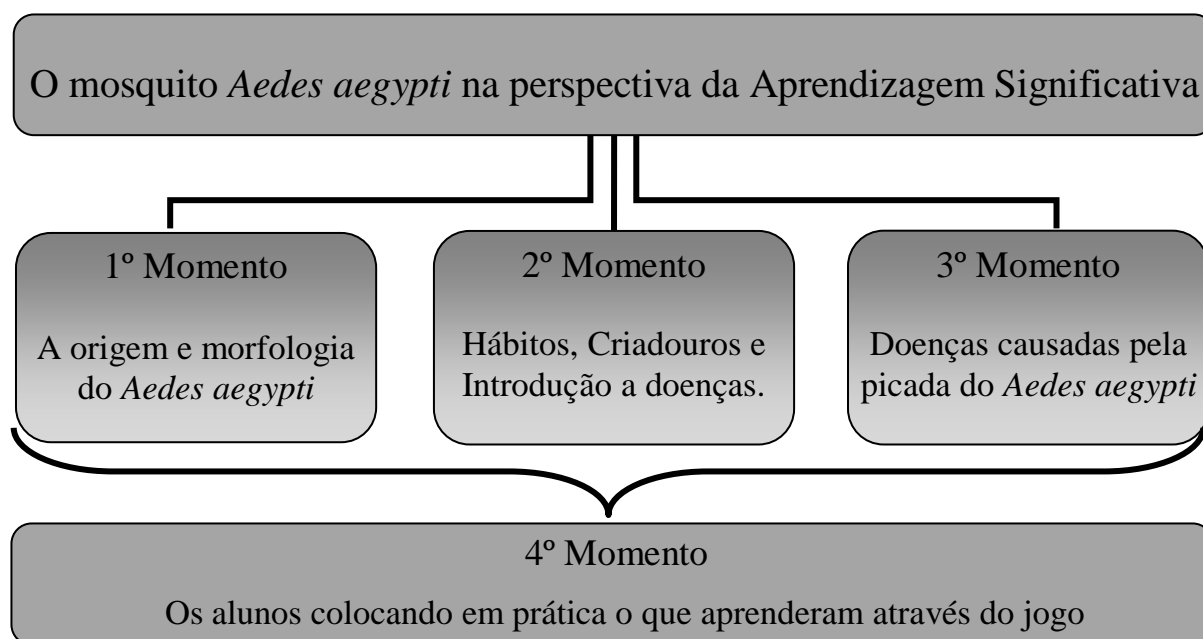 O mosquito Aedes aegypti na perspectiva da Aprendizagem Significativa
1º Momento
A origem e morfologia
do Aedes aegypti
2º Momento
Hábitos, Criadouros e
Introdução a doenças.
3º Momento
Doenças causadas pela
picada do Aedes aegypti
4º Momento
Os alunos colocando em prática o que aprenderam através do jogo